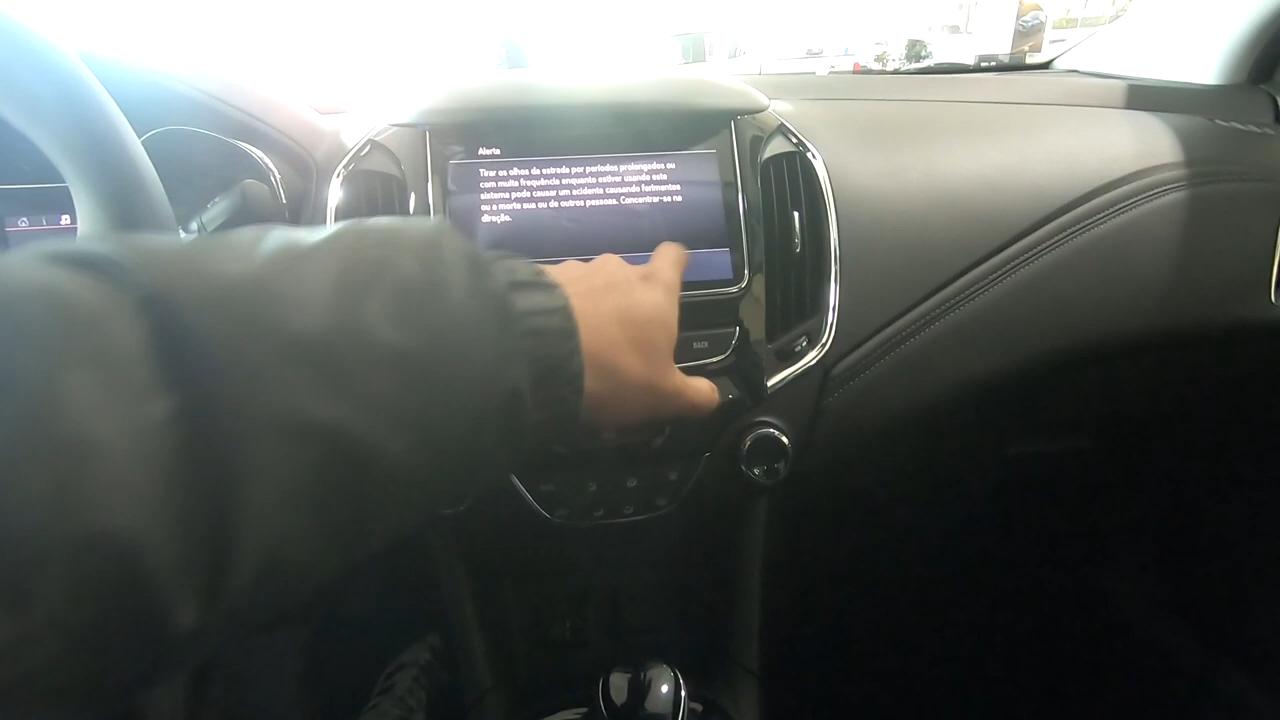 Alerta
Tirar os olhos da estrada por períodos prolongados ou
com muita frequência enquanto estiver usando este
sistema pode causar um acidente causando ferimentos
ou a morte sua ou de outros pessoas. Concentrar-se na
direção.
BACK